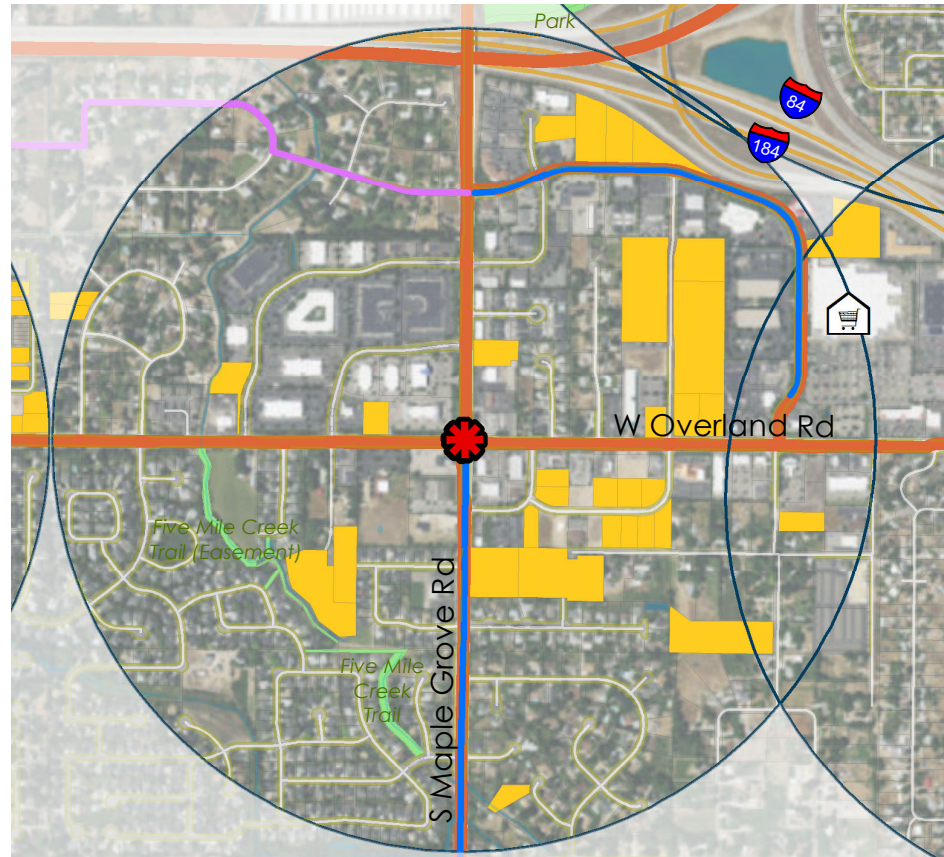 Park
84
184
W Overland Rd
Five Mile Creek
Trail (Easement)
S Maple Grove Rd
Five Mile
Creek
Trail